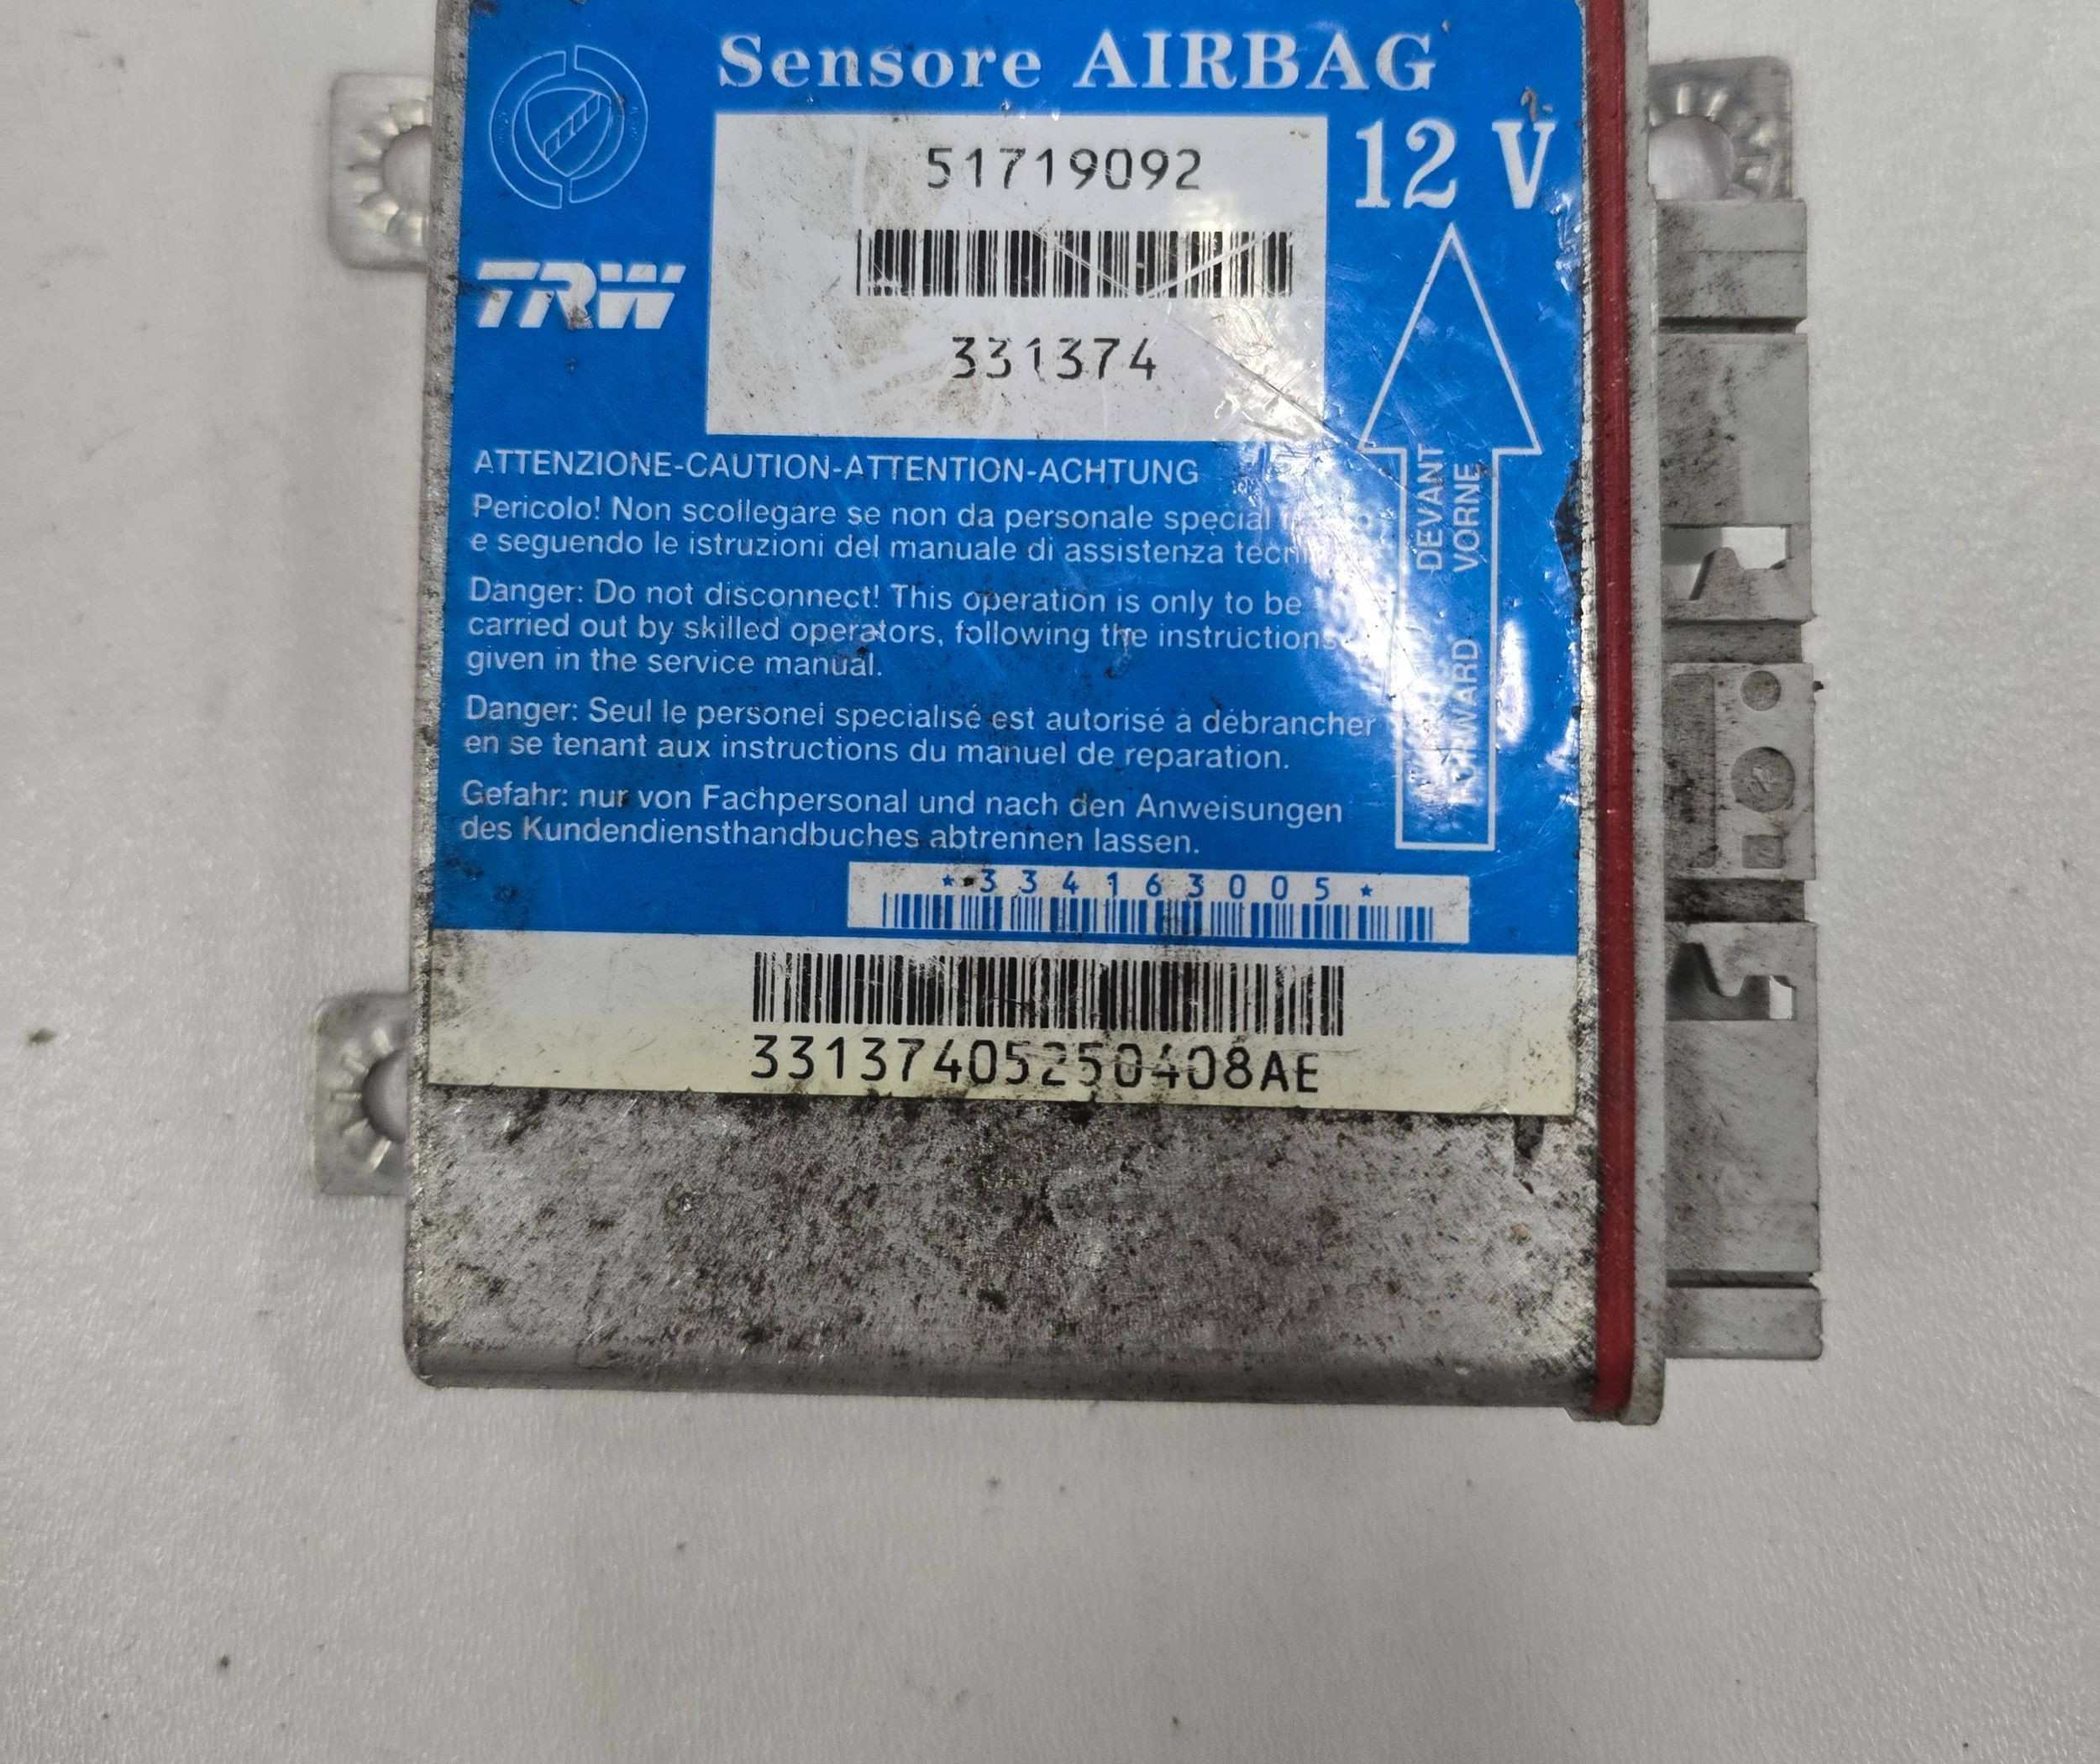 Sensore AIRBAG
12 V
51719092
TRW
331374
ATTENZIONE-CAUTION-ATTENTION-ACHTUNG
Pericolo! Non scollegare se non da personale
e seguendo le istruzioni del manuale di assistenza
Danger: Do not disconnect! This operation is only to be
carried out by skilled operators, following the instructions
given in the service manual.
Danger: Seul le personei specialisé est autorisé a débrancher
en se tenant aux instructions du manuel de reparation.
Gefahr: nur von Fachpersonal und nach den Anweisungen
des Kundendiensthandbuches abtrennen lassen.
DEVANT
VORNE
FORWARD
* 334163005 *
33137405250408AE